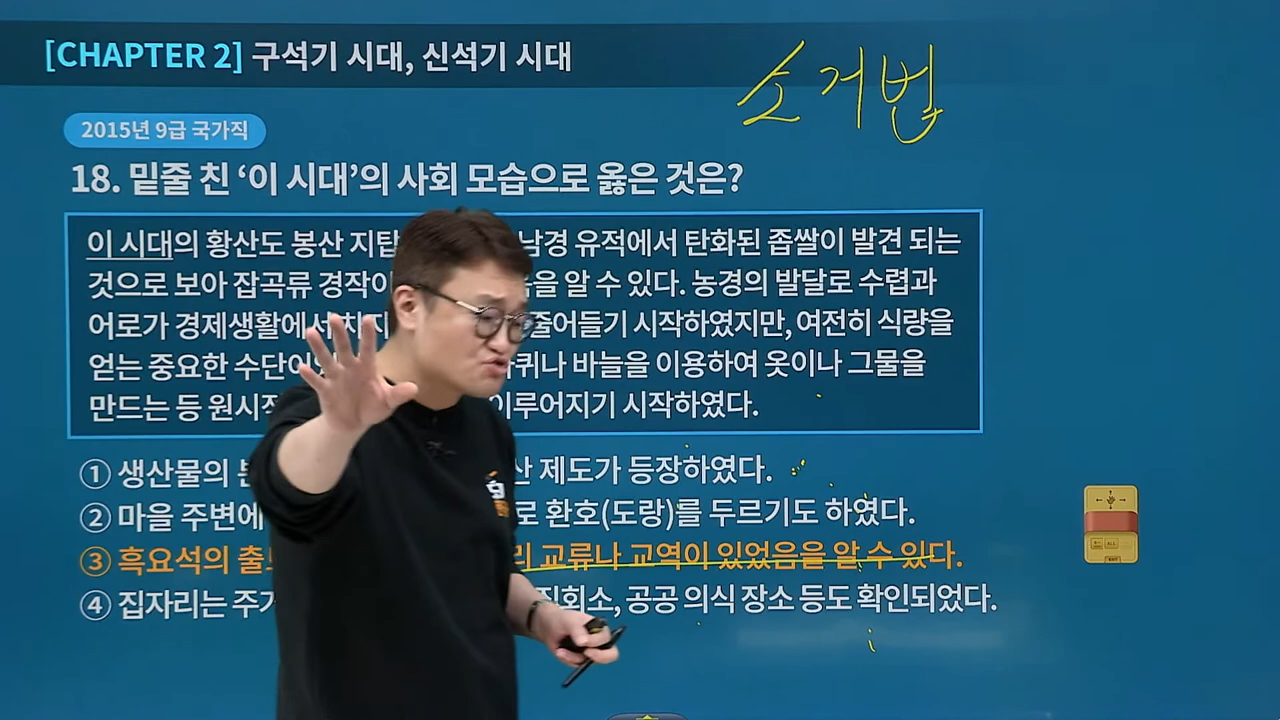 [CHAPTER 2] 구석기 시대, 신석기 시대
소거법
2015년 9급 국가직
18. 밑줄 친 ‘이 시대’의 사회 모습으로 옳은 것은?
이 시대의 황산도 봉산 지탑 남경 유적에서 탄화된 좁쌀이 발견 되는
것으로 보아 잡곡류 경작이 을 알 수 있다. 농경의 발달로 수렵과
어로가 경제생활에서 차지 줄어들기 시작하였지만, 여전히 식량을
얻는 중요한 수단이 바늘을 이용하여 옷이나 그물을
만드는 등 원시적 이루어지기 시작하였다.
① 생산물의 제도가 등장하였다.
② 마을 주변에 로 환호(도랑)를 두르기도 하였다.
③ 흑요석의 교류나 교역이 있었음을 알 수 있다.
④ 집자리는 주거 집회소, 공공 의식 장소 등도 확인되었다.